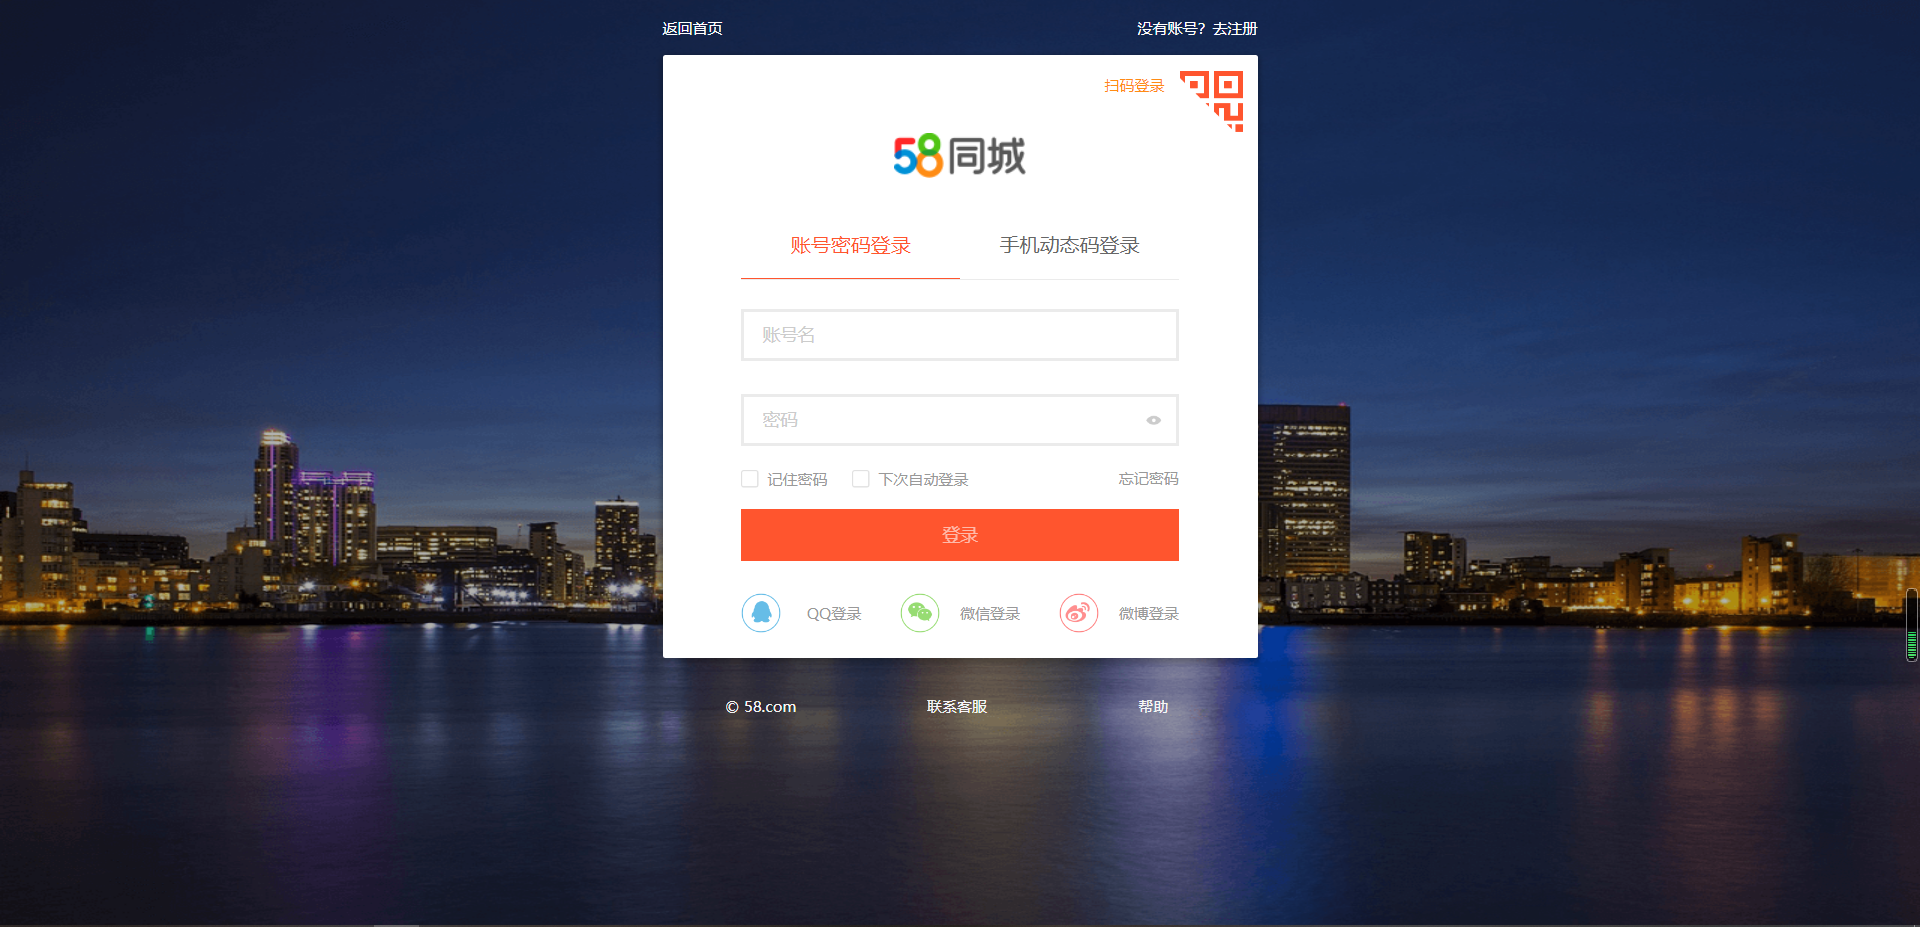 返回首页
没有账号？去注册
扫码登录
58同城
账号密码登录
手机动态码登录
账号名
密码
记住密码
下次自动登录
忘记密码
登录
QQ登录
微信登录
微博登录
© 58.com
联系客服
帮助